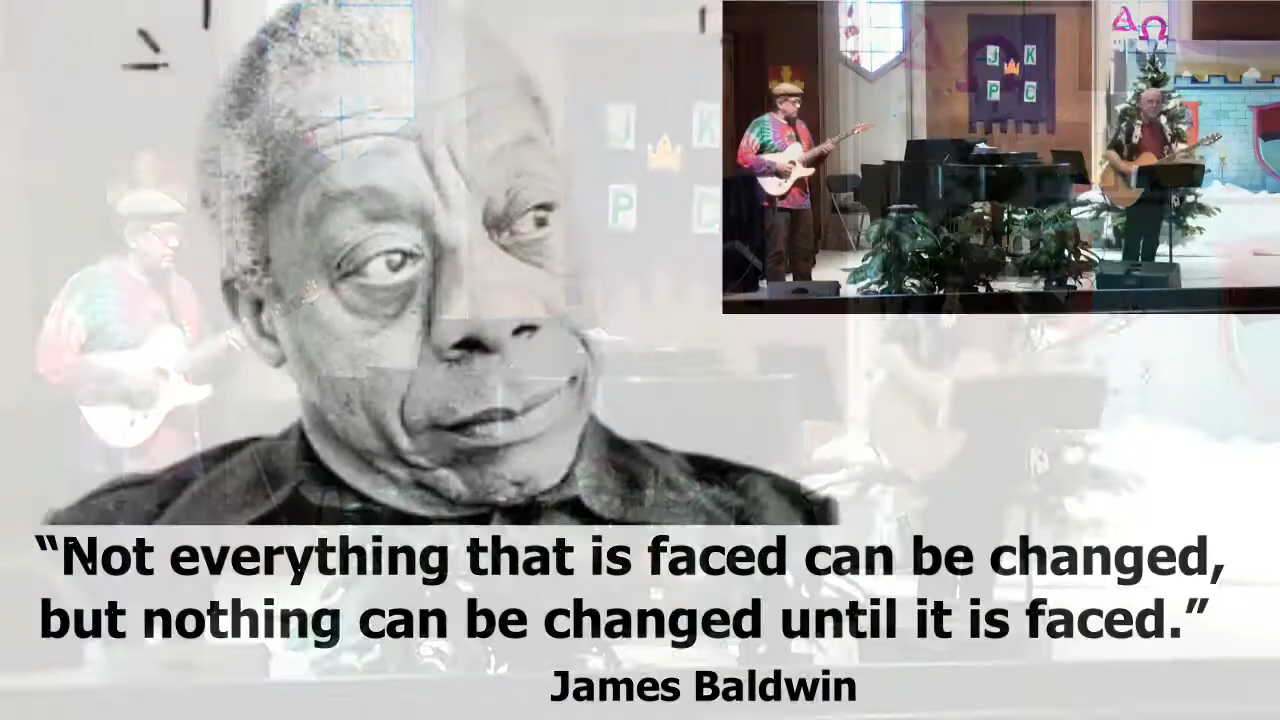 ΑΩ
J K
P C
J K
P C
“Not everything that is faced can be changed,
but nothing can be changed until it is faced.”
James Baldwin